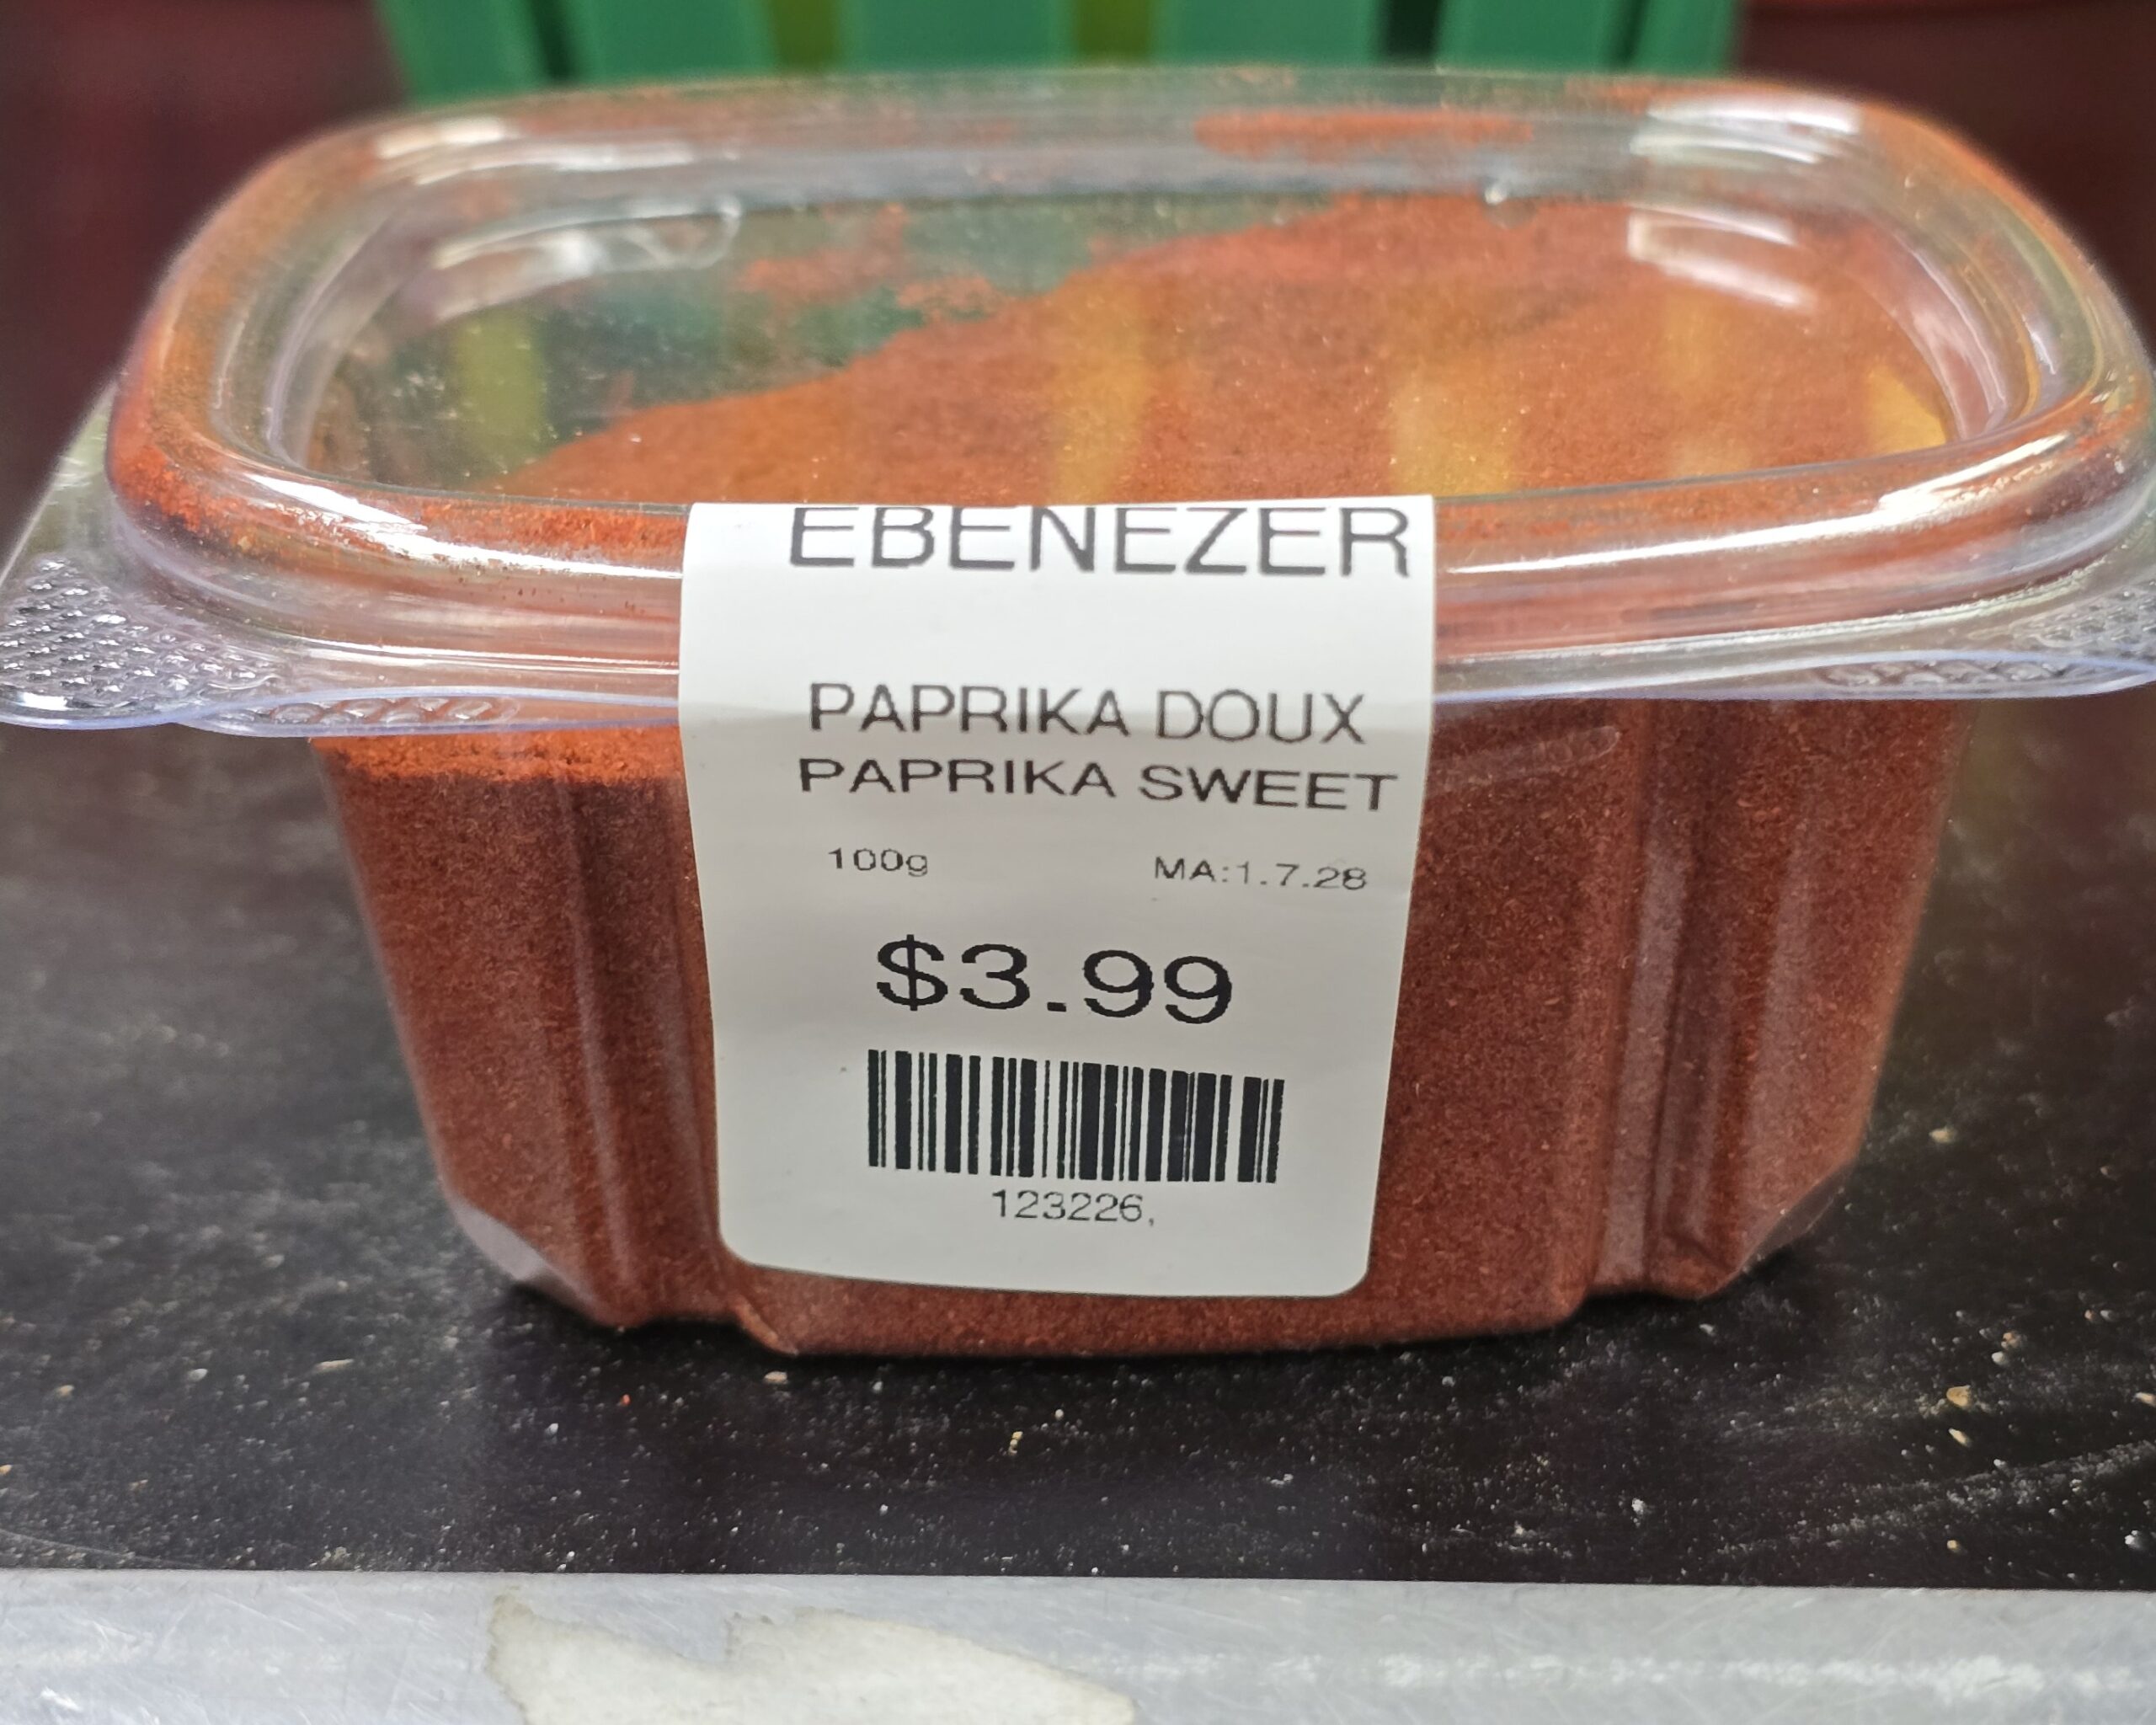 EBENEZER
PAPRIKA DOUX
PAPRIKA SWEET
100g MA:1.7.28
$3.99
123226,